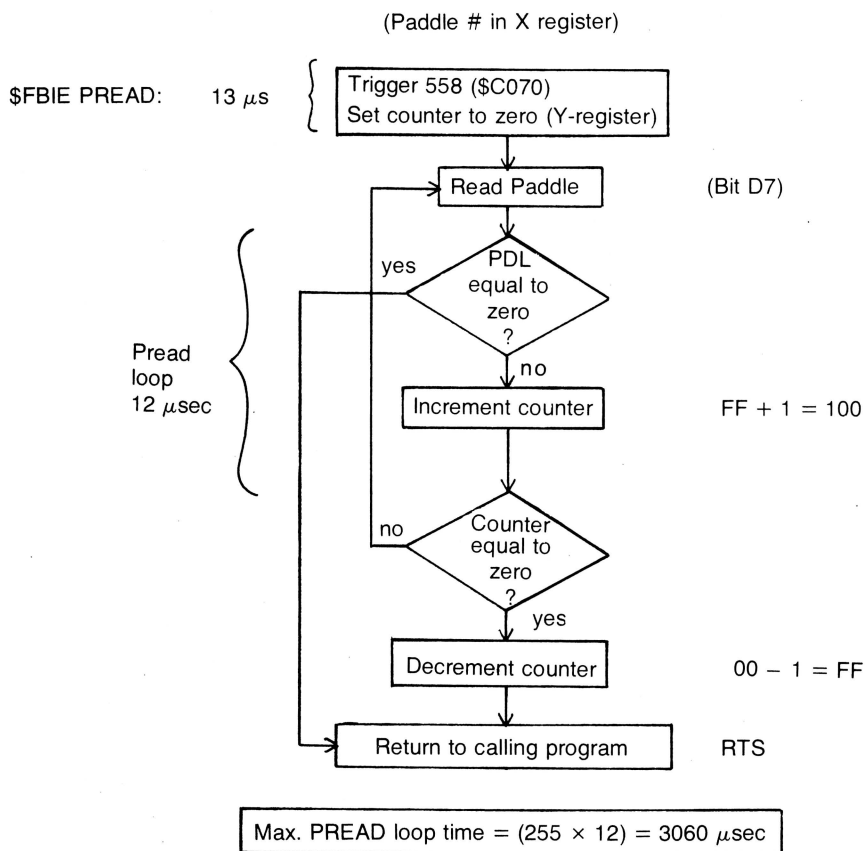 (Paddle # in X register)
$FBIE PREAD:
13 μs
Trigger 558 ($C070)
Set counter to zero (Y-register)
Read Paddle
(Bit D7)
yes
PDL
equal to
zero
?
no
Pread
loop
12 μsec
Increment counter
FF + 1 = 100
no
Counter
equal to
zero
?
yes
Decrement counter
00 − 1 = FF
Return to calling program
RTS
Max. PREAD loop time = (255 × 12) = 3060 μsec